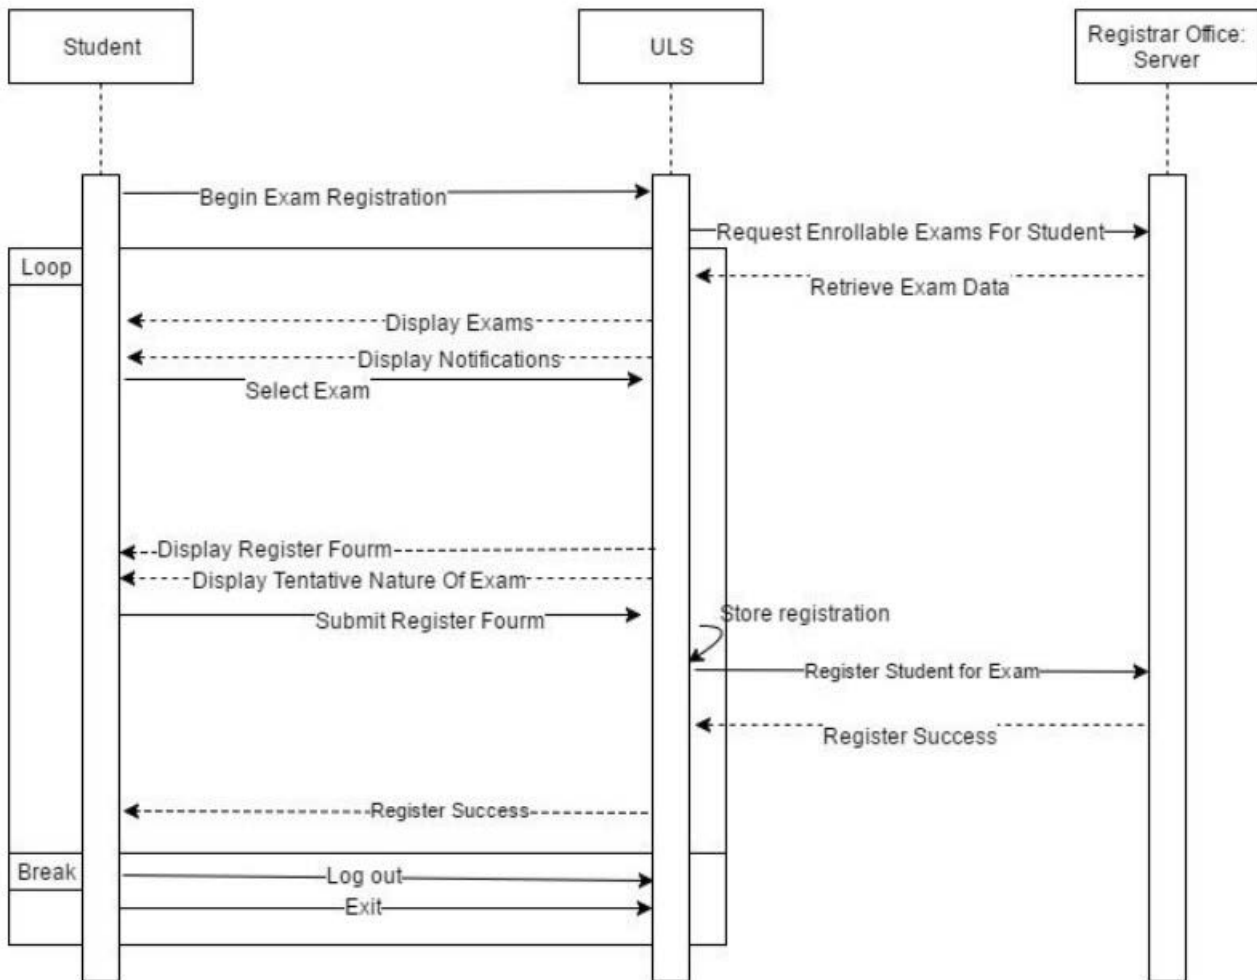 Student
ULS
Registrar Office:
Server
Begin Exam Registration
Request Enrollable Exams For Student
Loop
Retrieve Exam Data
Display Exams
Display Notifications
Select Exam
Display Register Fourm
Display Tentative Nature Of Exam
Submit Register Fourm
Store registration
Register Student for Exam
Register Success
Register Success
Break
Log out
Exit